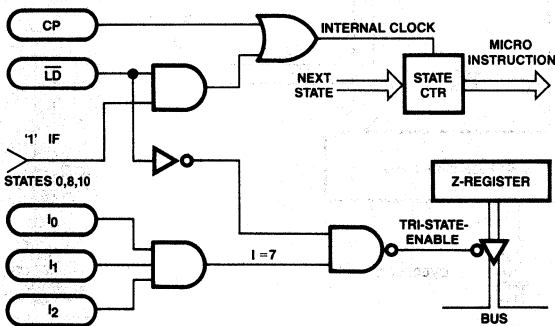 CP
INTERNAL CLOCK
MICRO
INSTRUCTION
LD
NEXT
STATE
STATE
CTR
'1' IF
STATES 0,8,10
Z-REGISTER
I0
TRI-STATE-
ENABLE
I1
I = 7
I2
BUS